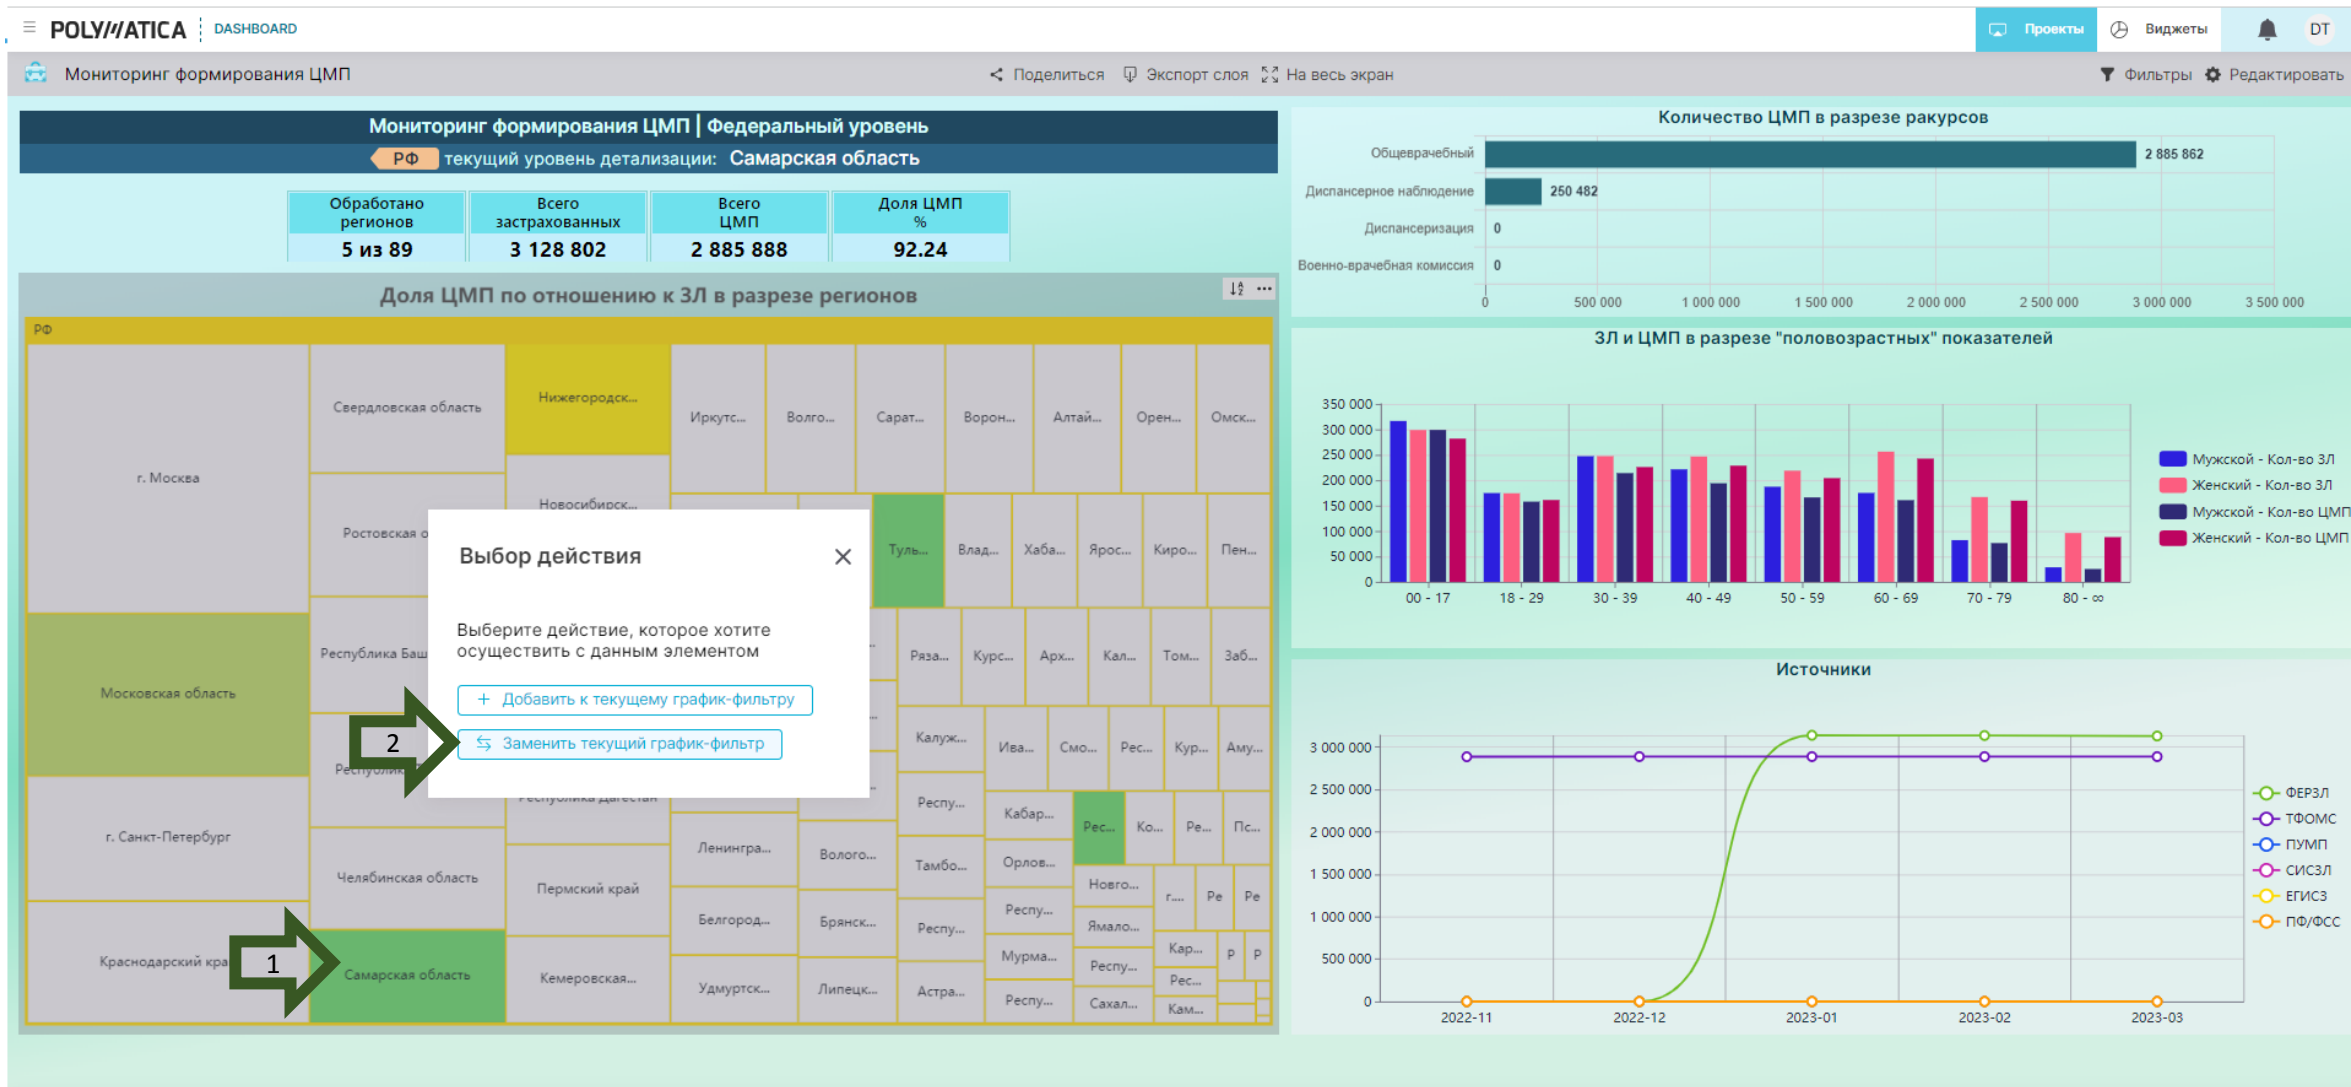 POLYMATICA DASHBOARD
Проекты
Виджеты
DT
Мониторинг формирования ЦМП
Поделиться
Экспорт слоя
На весь экран
Фильтры
Редактировать
Мониторинг формирования ЦМП | Федеральный уровень
РФ текущий уровень детализации: Самарская область
Обработано
регионов
5 из 89
Всего
застрахованных
3 128 802
Всего
ЦМП
2 885 888
Доля ЦМП
%
92.24
Доля ЦМП по отношению к ЗЛ в разрезе регионов
РФ
г. Москва
Московская область
г. Санкт-Петербург
Краснодарский кра
Свердловская область
Ростовская о
Республика Баш
Республик
Челябинская область
Самарская область
Нижегородск...
Новосибирск...
Республика Дагестан
Пермский край
Кемеровская...
Иркутс...
Волго...
Сарат...
Ворон...
Алтай...
Орен...
Омск...
Туль...
Влад...
Хаба...
Ярос...
Киро...
Пен...
Ряза...
Курс...
Арх...
Кал...
Том...
Заб...
Калуж...
Ива...
Смо...
Рес...
Кур...
Аму...
Ленингра...
Белгород...
Удмуртск...
Волого...
Брянск...
Липецк...
Респу...
Тамбо...
Респу...
Астра...
Кабар...
Орлов...
Респу...
Мурма...
Респу...
Рес...
Ко...
Ре...
Пс...
Новго...
Ямало...
Респу...
Сахал...
г....
Ре
Ре
Кар...
Р
Р
Рес...
Кам...
Выбор действия
Выберите действие, которое хотите
осуществить с данным элементом
+ Добавить к текущему график-фильтру
Заменить текущий график-фильтр
1
2
Количество ЦМП в разрезе ракурсов
Общеврачебный 2 885 862
Диспансерное наблюдение 250 482
Диспансеризация 0
Военно-врачебная комиссия 0
0 500 000 1 000 000 1 500 000 2 000 000 2 500 000 3 000 000 3 500 000
ЗЛ и ЦМП в разрезе "половозрастных" показателей
350 000
300 000
250 000
200 000
150 000
100 000
50 000
0
00 - 17 18 - 29 30 - 39 40 - 49 50 - 59 60 - 69 70 - 79 80 - ∞
Мужской - Кол-во ЗЛ
Женский - Кол-во ЗЛ
Мужской - Кол-во ЦМП
Женский - Кол-во ЦМП
Источники
3 000 000
2 500 000
2 000 000
1 500 000
1 000 000
500 000
0
2022-11 2022-12 2023-01 2023-02 2023-03
ФЕРЗЛ
ТФОМС
ПУМП
СИСЗЛ
ЕГИСЗ
ПФ/ФСС